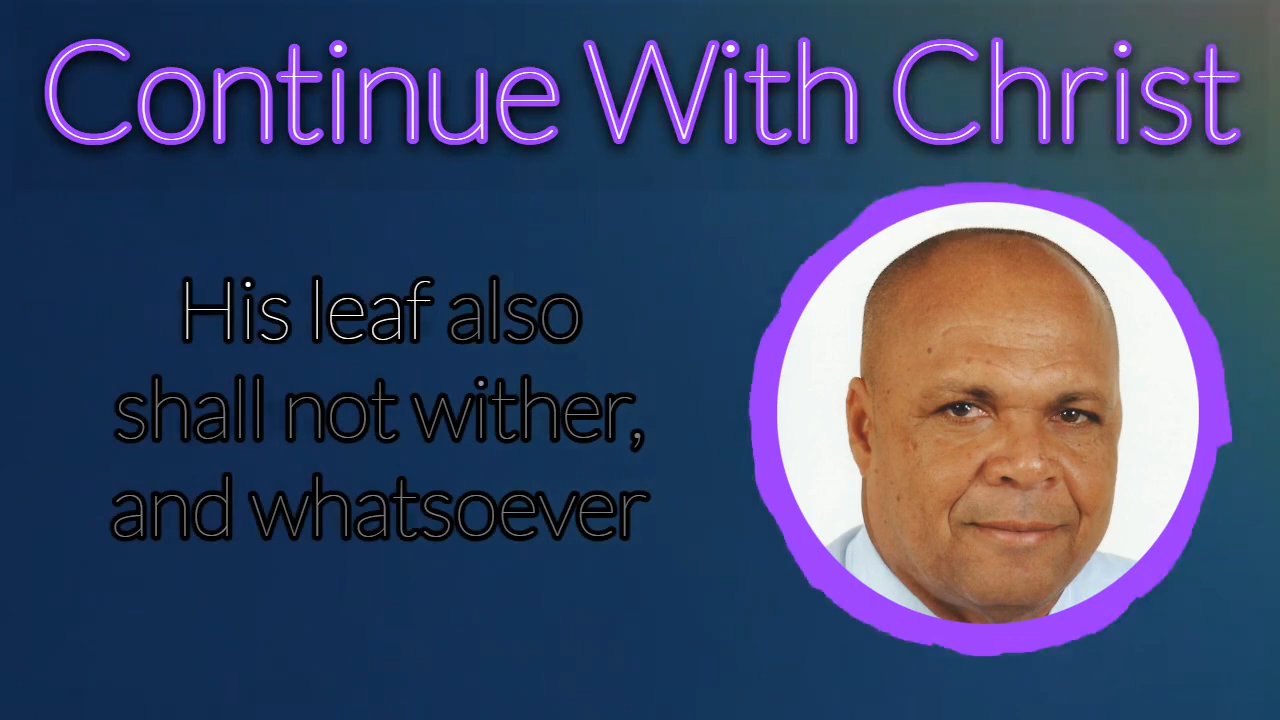 Continue With Christ
His leaf also
shall not wither,
and whatsoever